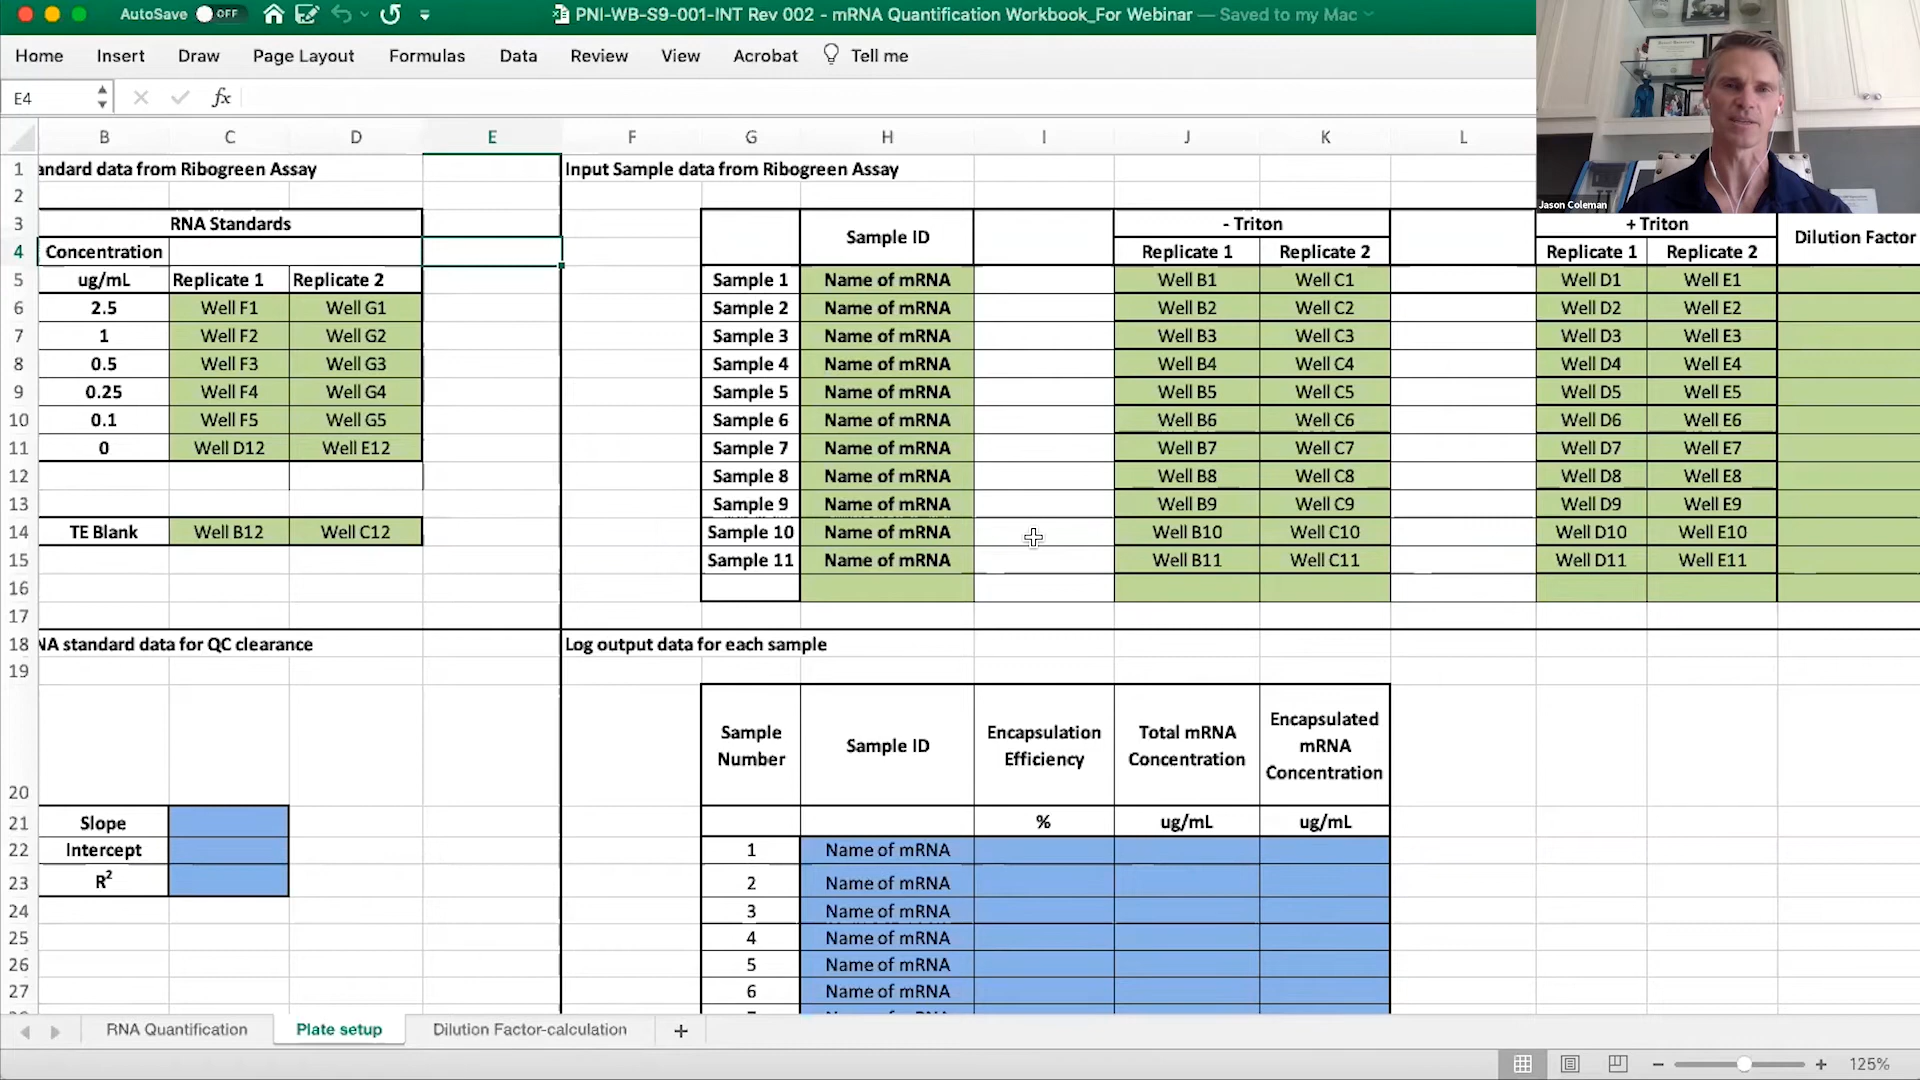 AutoSave OFF PNI-WB-S9-001-INT Rev 002 - mRNA Quantification Workbook_For Webinar — Saved to my Mac
Home Insert Draw Page Layout Formulas Data Review View Acrobat Tell me
E4 fx
B C D E F G H I J K L
Jason Coleman
1 andard data from Ribogreen Assay Input Sample data from Ribogreen Assay
2
3 RNA Standards Sample ID - Triton + Triton Dilution Factor
4 Concentration Replicate 1 Replicate 2 Replicate 1 Replicate 2
5 ug/mL Replicate 1 Replicate 2 Sample 1 Name of mRNA Well B1 Well C1 Well D1 Well E1
6 2.5 Well F1 Well G1 Sample 2 Name of mRNA Well B2 Well C2 Well D2 Well E2
7 1 Well F2 Well G2 Sample 3 Name of mRNA Well B3 Well C3 Well D3 Well E3
8 0.5 Well F3 Well G3 Sample 4 Name of mRNA Well B4 Well C4 Well D4 Well E4
9 0.25 Well F4 Well G4 Sample 5 Name of mRNA Well B5 Well C5 Well D5 Well E5
10 0.1 Well F5 Well G5 Sample 6 Name of mRNA Well B6 Well C6 Well D6 Well E6
11 0 Well D12 Well E12 Sample 7 Name of mRNA Well B7 Well C7 Well D7 Well E7
12 Sample 8 Name of mRNA Well B8 Well C8 Well D8 Well E8
13 Sample 9 Name of mRNA Well B9 Well C9 Well D9 Well E9
14 TE Blank Well B12 Well C12 Sample 10 Name of mRNA Well B10 Well C10 Well D10 Well E10
15 Sample 11 Name of mRNA Well B11 Well C11 Well D11 Well E11
16
17
18 NA standard data for QC clearance Log output data for each sample
19
20 Sample Number Sample ID Encapsulation Efficiency Total mRNA Concentration Encapsulated mRNA Concentration
21 Slope % ug/mL ug/mL
22 Intercept 1 Name of mRNA
23 R² 2 Name of mRNA
24 3 Name of mRNA
25 4 Name of mRNA
26 5 Name of mRNA
27 6 Name of mRNA
RNA Quantification Plate setup Dilution Factor-calculation +
125%